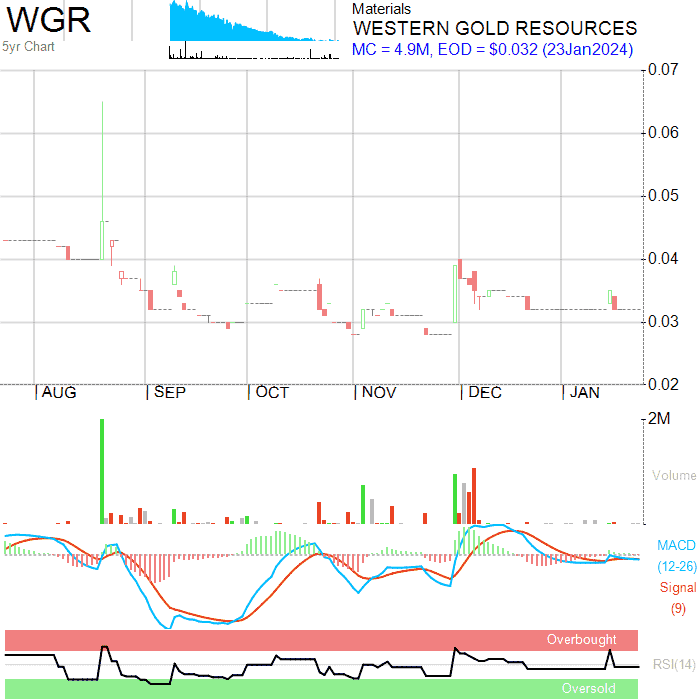 WGR
5yr Chart
Materials
WESTERN GOLD RESOURCES
MC = 4.9M, EOD = $0.032 (23Jan2024)
0.07
0.06
0.05
0.04
0.03
0.02
AUG SEP OCT NOV DEC JAN
2M
Volume
MACD
(12-26)
Signal
(9)
Overbought
RSI(14)
Oversold